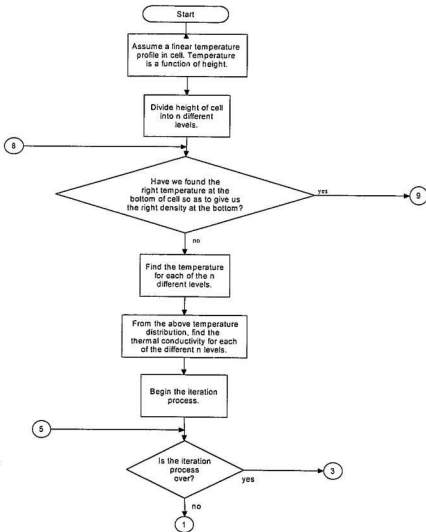 Start
Assume a linear temperature
profile in cell. Temperature
is a function of height.
Divide height of cell
into n different
levels.
8
Have we found the
right temperature at the
bottom of cell so as to give us
the right density at the bottom?
yes
9
no
Find the temperature
for each of the n
different levels.
From the above temperature
distribution, find the
thermal conductivity for each
of the different n levels.
Begin the iteration
process.
5
Is the iteration
process
over?
yes
3
no
1